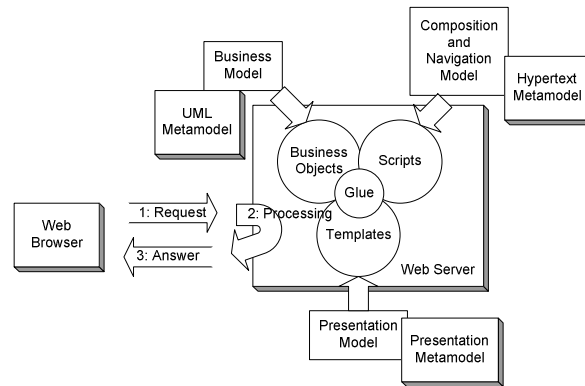 Business
Model
UML
Metamodel
Composition
and
Navigation
Model
Hypertext
Metamodel
Business
Objects
Scripts
Glue
Templates
Web Server
1: Request
2: Processing
3: Answer
Web
Browser
Presentation
Model
Presentation
Metamodel